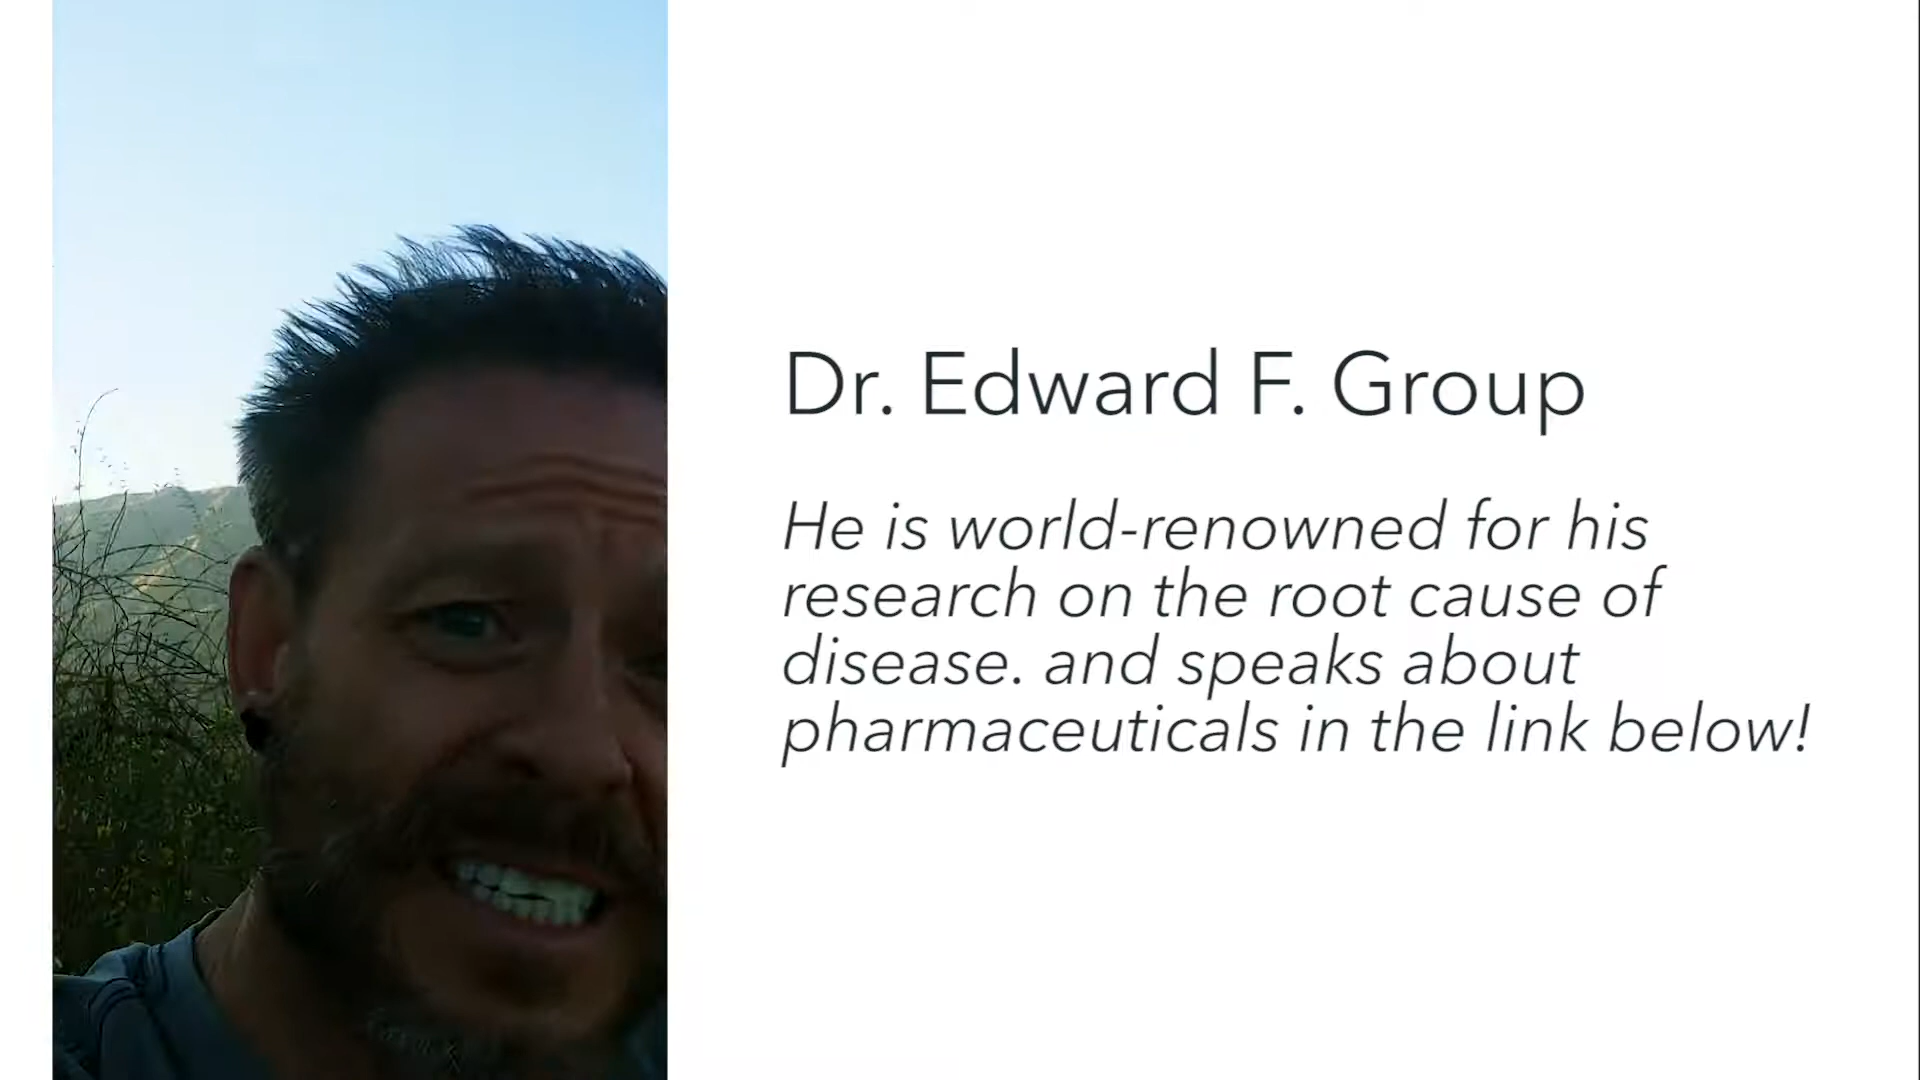 Dr. Edward F. Group
He is world-renowned for his
research on the root cause of
disease. and speaks about
pharmaceuticals in the link below!